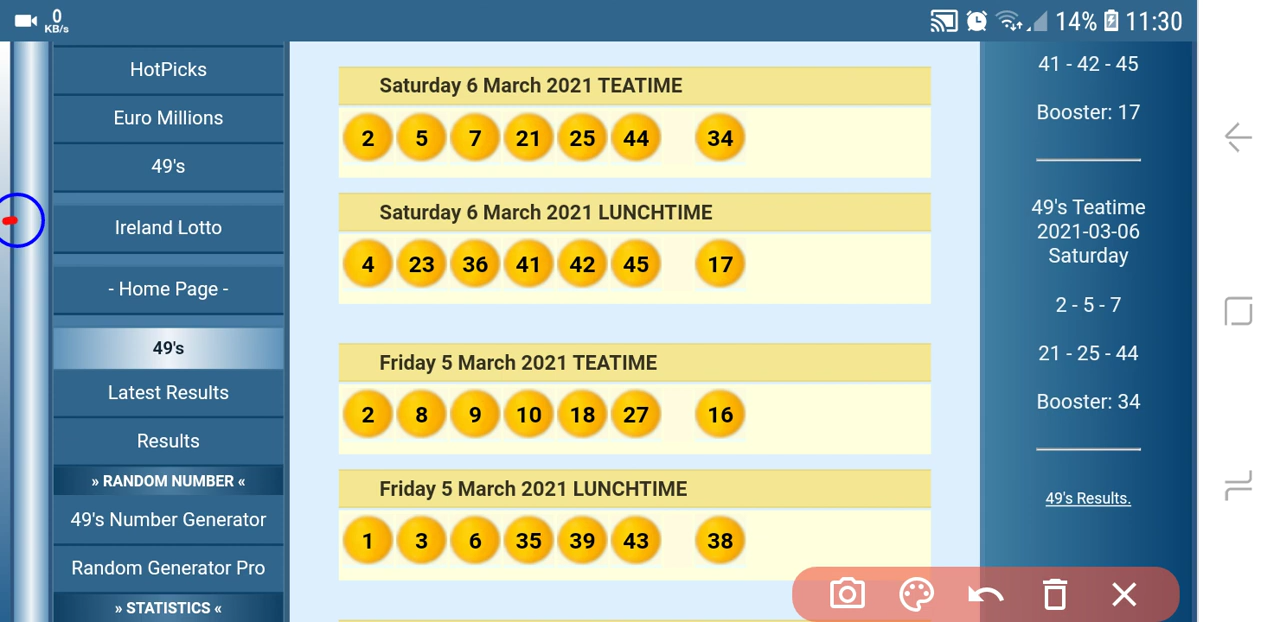 0
KB/s
14%
11:30
HotPicks
Euro Millions
49's
Ireland Lotto
- Home Page -
49's
Latest Results
Results
» RANDOM NUMBER «
49's Number Generator
Random Generator Pro
» STATISTICS «
Saturday 6 March 2021 TEATIME
2 5 7 21 25 44 34
Saturday 6 March 2021 LUNCHTIME
4 23 36 41 42 45 17
Friday 5 March 2021 TEATIME
2 8 9 10 18 27 16
Friday 5 March 2021 LUNCHTIME
1 3 6 35 39 43 38
41 - 42 - 45
Booster: 17
49's Teatime
2021-03-06
Saturday
2 - 5 - 7
21 - 25 - 44
Booster: 34
49's Results.